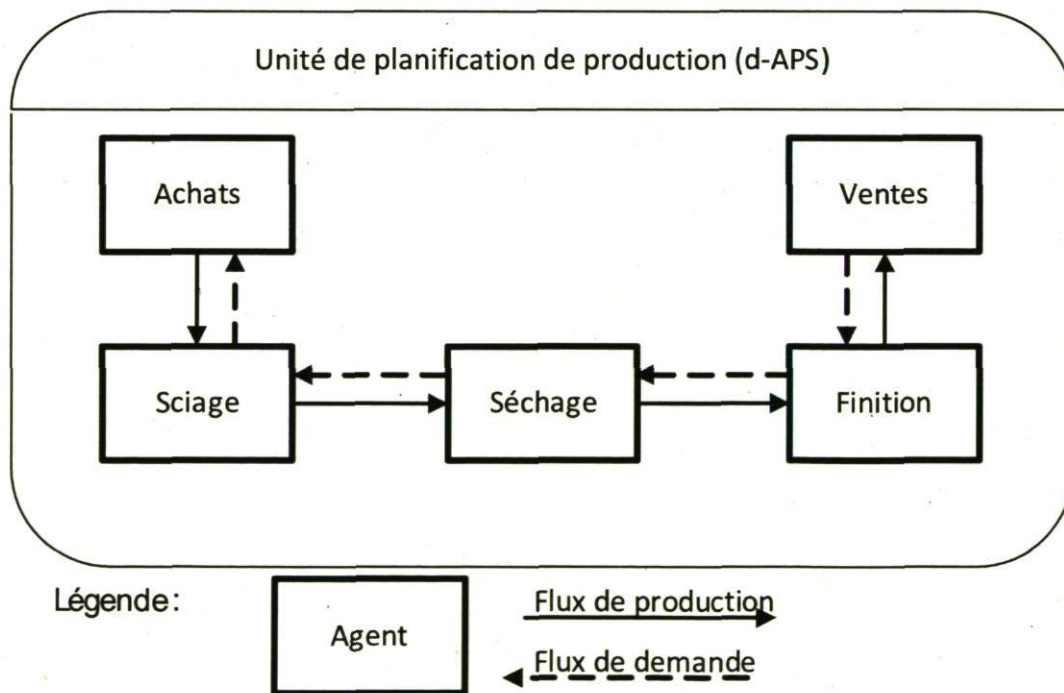 Unité de planification de production (d-APS)
Achats
Ventes
Sciage
Séchage
Finition
Légende:
Agent
Flux de production
Flux de demande